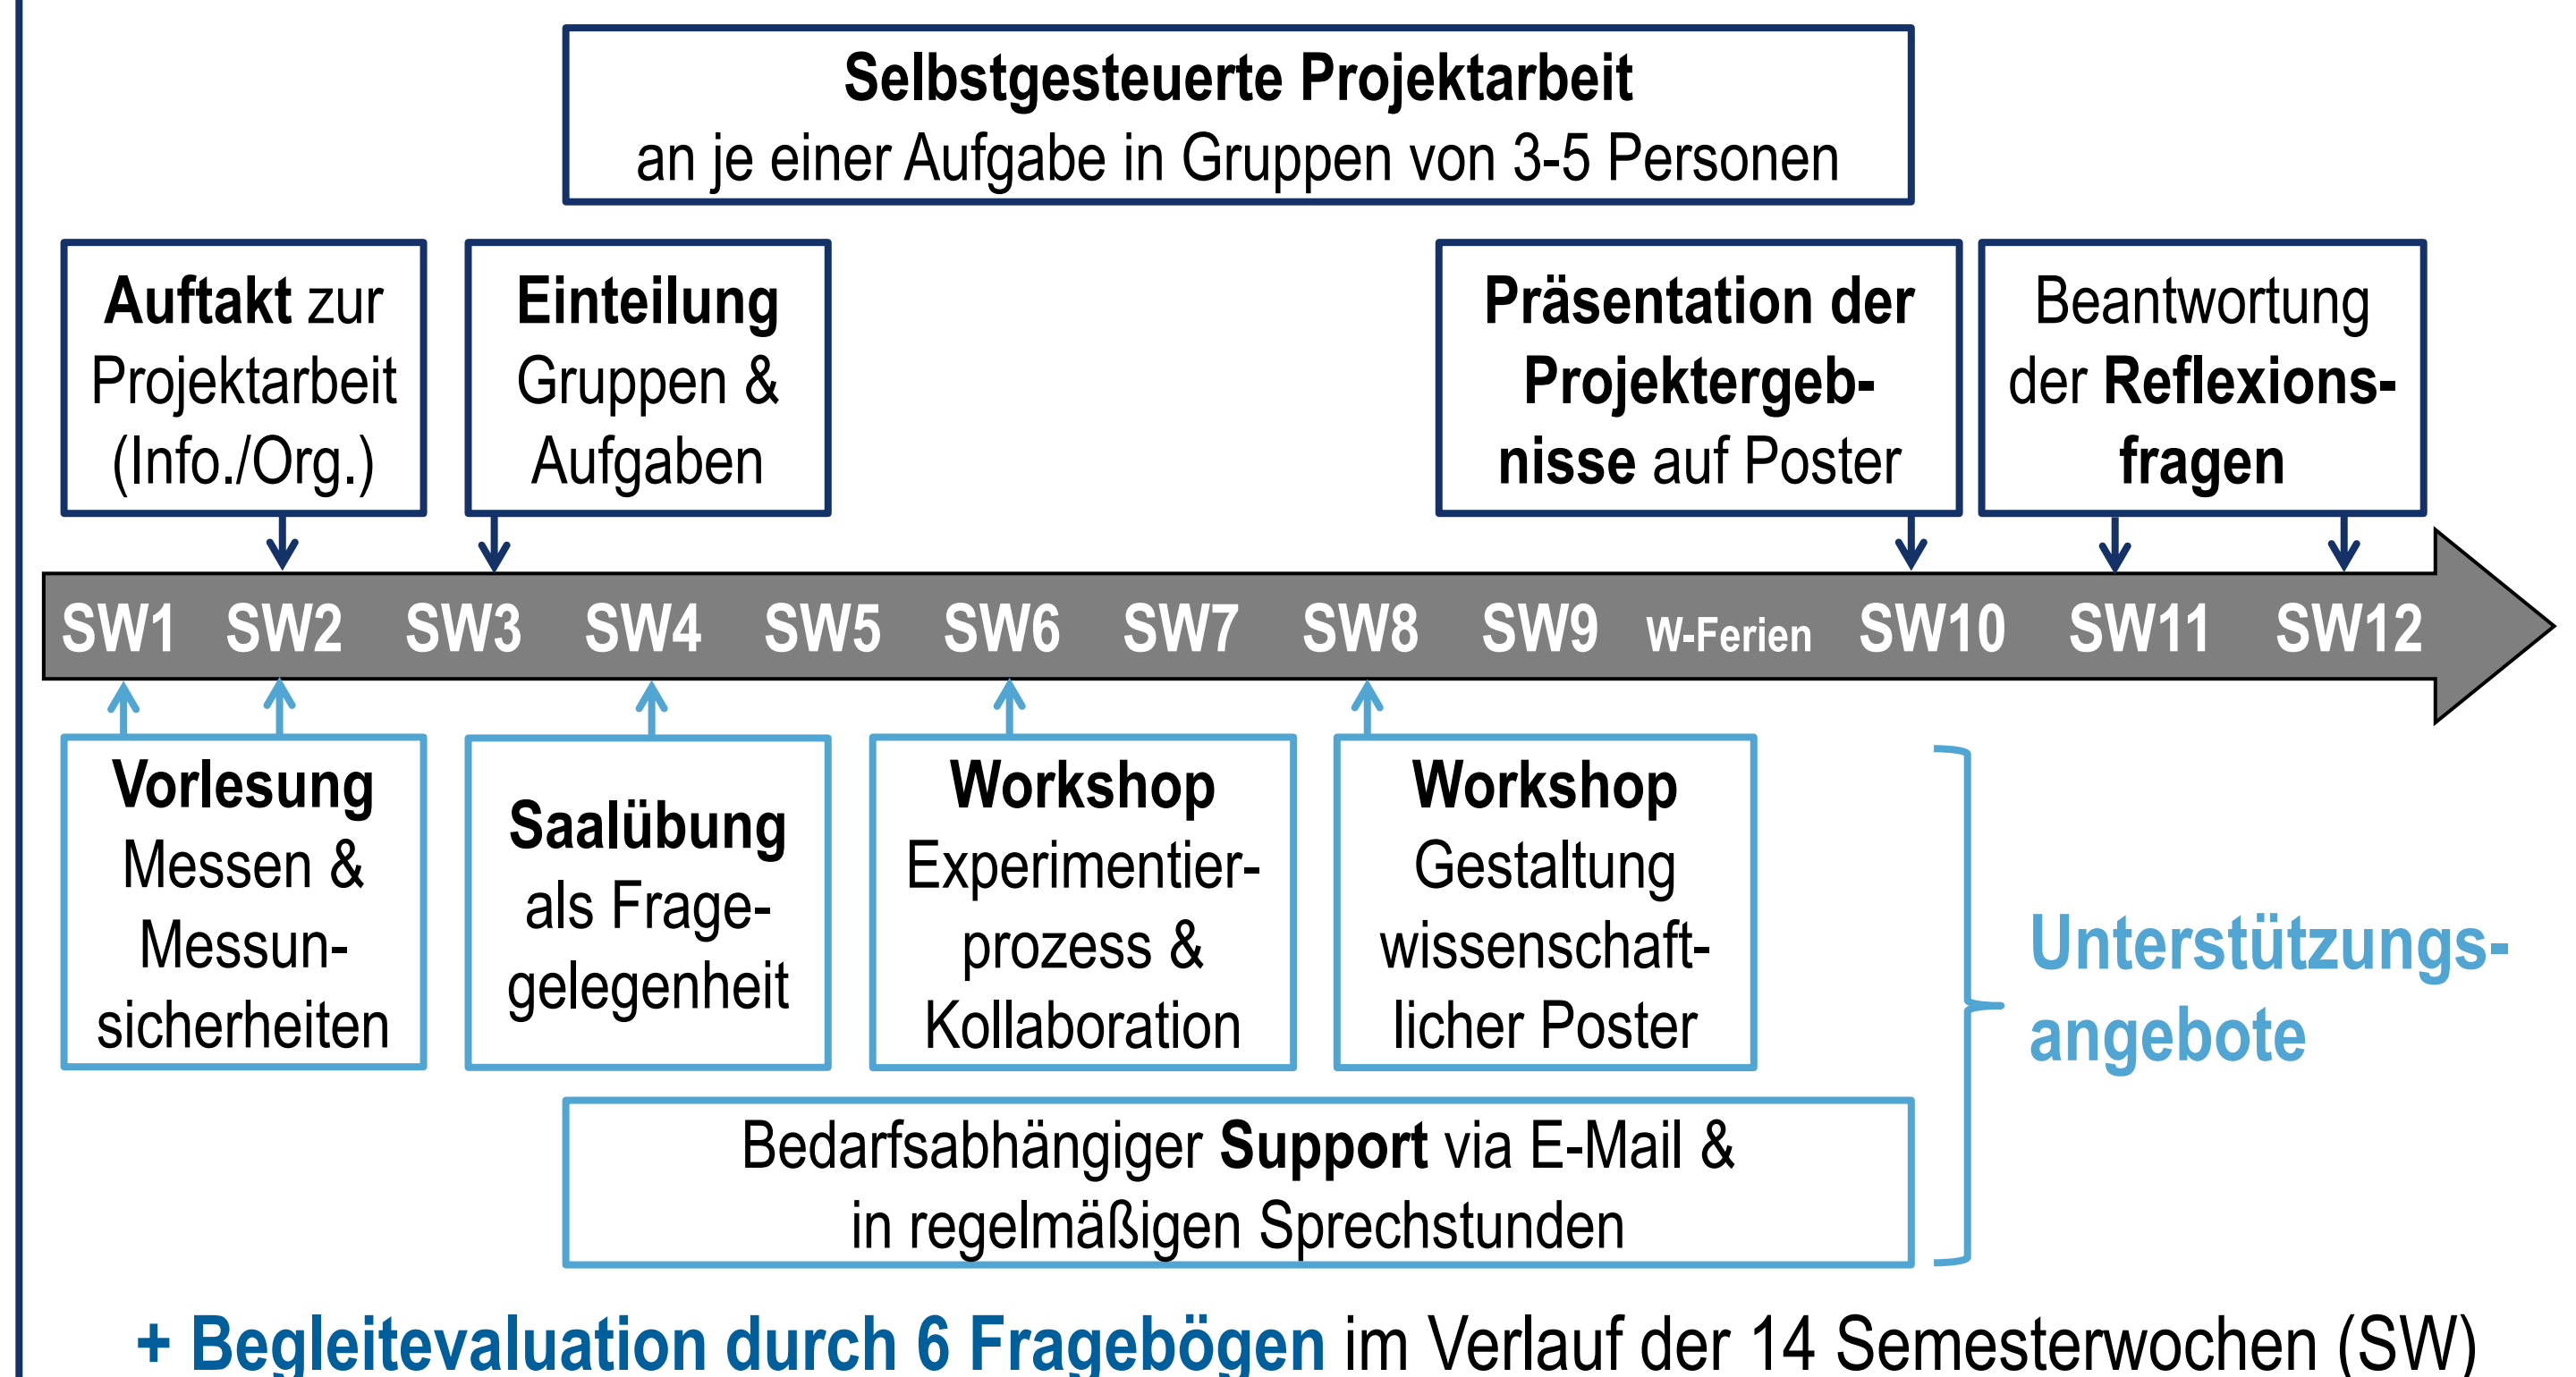 Selbstgesteuerte Projektarbeit
an je einer Aufgabe in Gruppen von 3-5 Personen
Auftakt zur
Projektarbeit
(Info./Org.)
Einteilung
Gruppen &
Aufgaben
Präsentation der
Projektergeb-
nisse auf Poster
Beantwortung
der Reflexions-
fragen
SW1 SW2 SW3 SW4 SW5 SW6 SW7 SW8 SW9 W-Ferien SW10 SW11 SW12
Vorlesung
Messen &
Messun-
sicherheiten
Saalübung
als Frage-
gelegenheit
Workshop
Experimentier-
prozess &
Kollaboration
Workshop
Gestaltung
wissenschaft-
licher Poster
Unterstützungs-
angebote
Bedarfsabhängiger Support via E-Mail &
in regelmäßigen Sprechstunden
+ Begleitevaluation durch 6 Fragebögen im Verlauf der 14 Semesterwochen (SW)